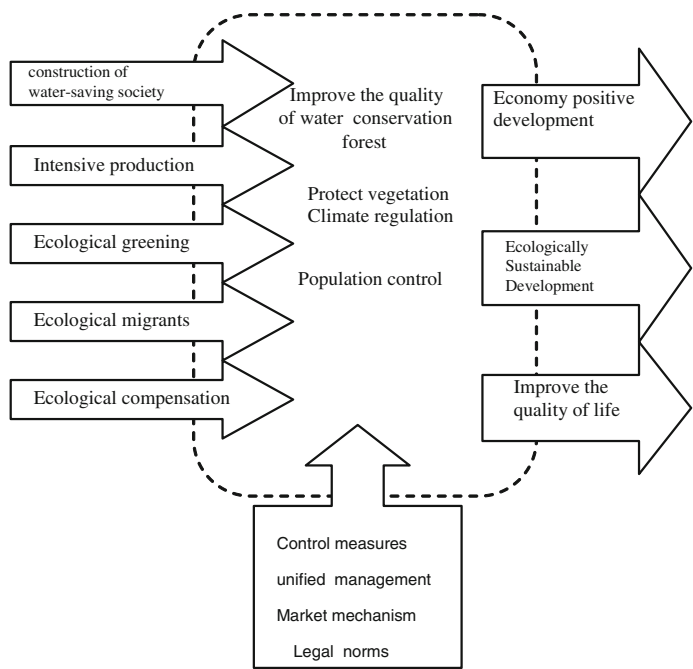 construction of
water-saving society
Intensive production
Ecological greening
Ecological migrants
Ecological compensation
Improve the quality
of water conservation
forest
Protect vegetation
Climate regulation
Population control
Economy positive
development
Ecologically
Sustainable
Development
Improve the
quality of life
Control measures
unified management
Market mechanism
Legal norms